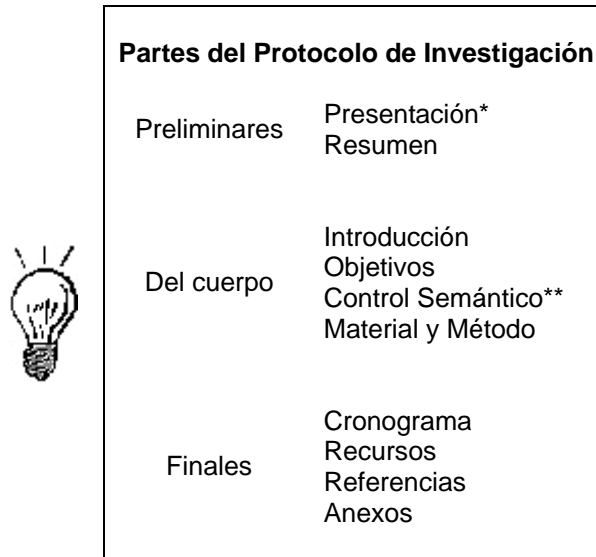 Partes del Protocolo de Investigación
Preliminares
Presentación*
Resumen
Del cuerpo
Introducción
Objetivos
Control Semántico**
Material y Método
Finales
Cronograma
Recursos
Referencias
Anexos